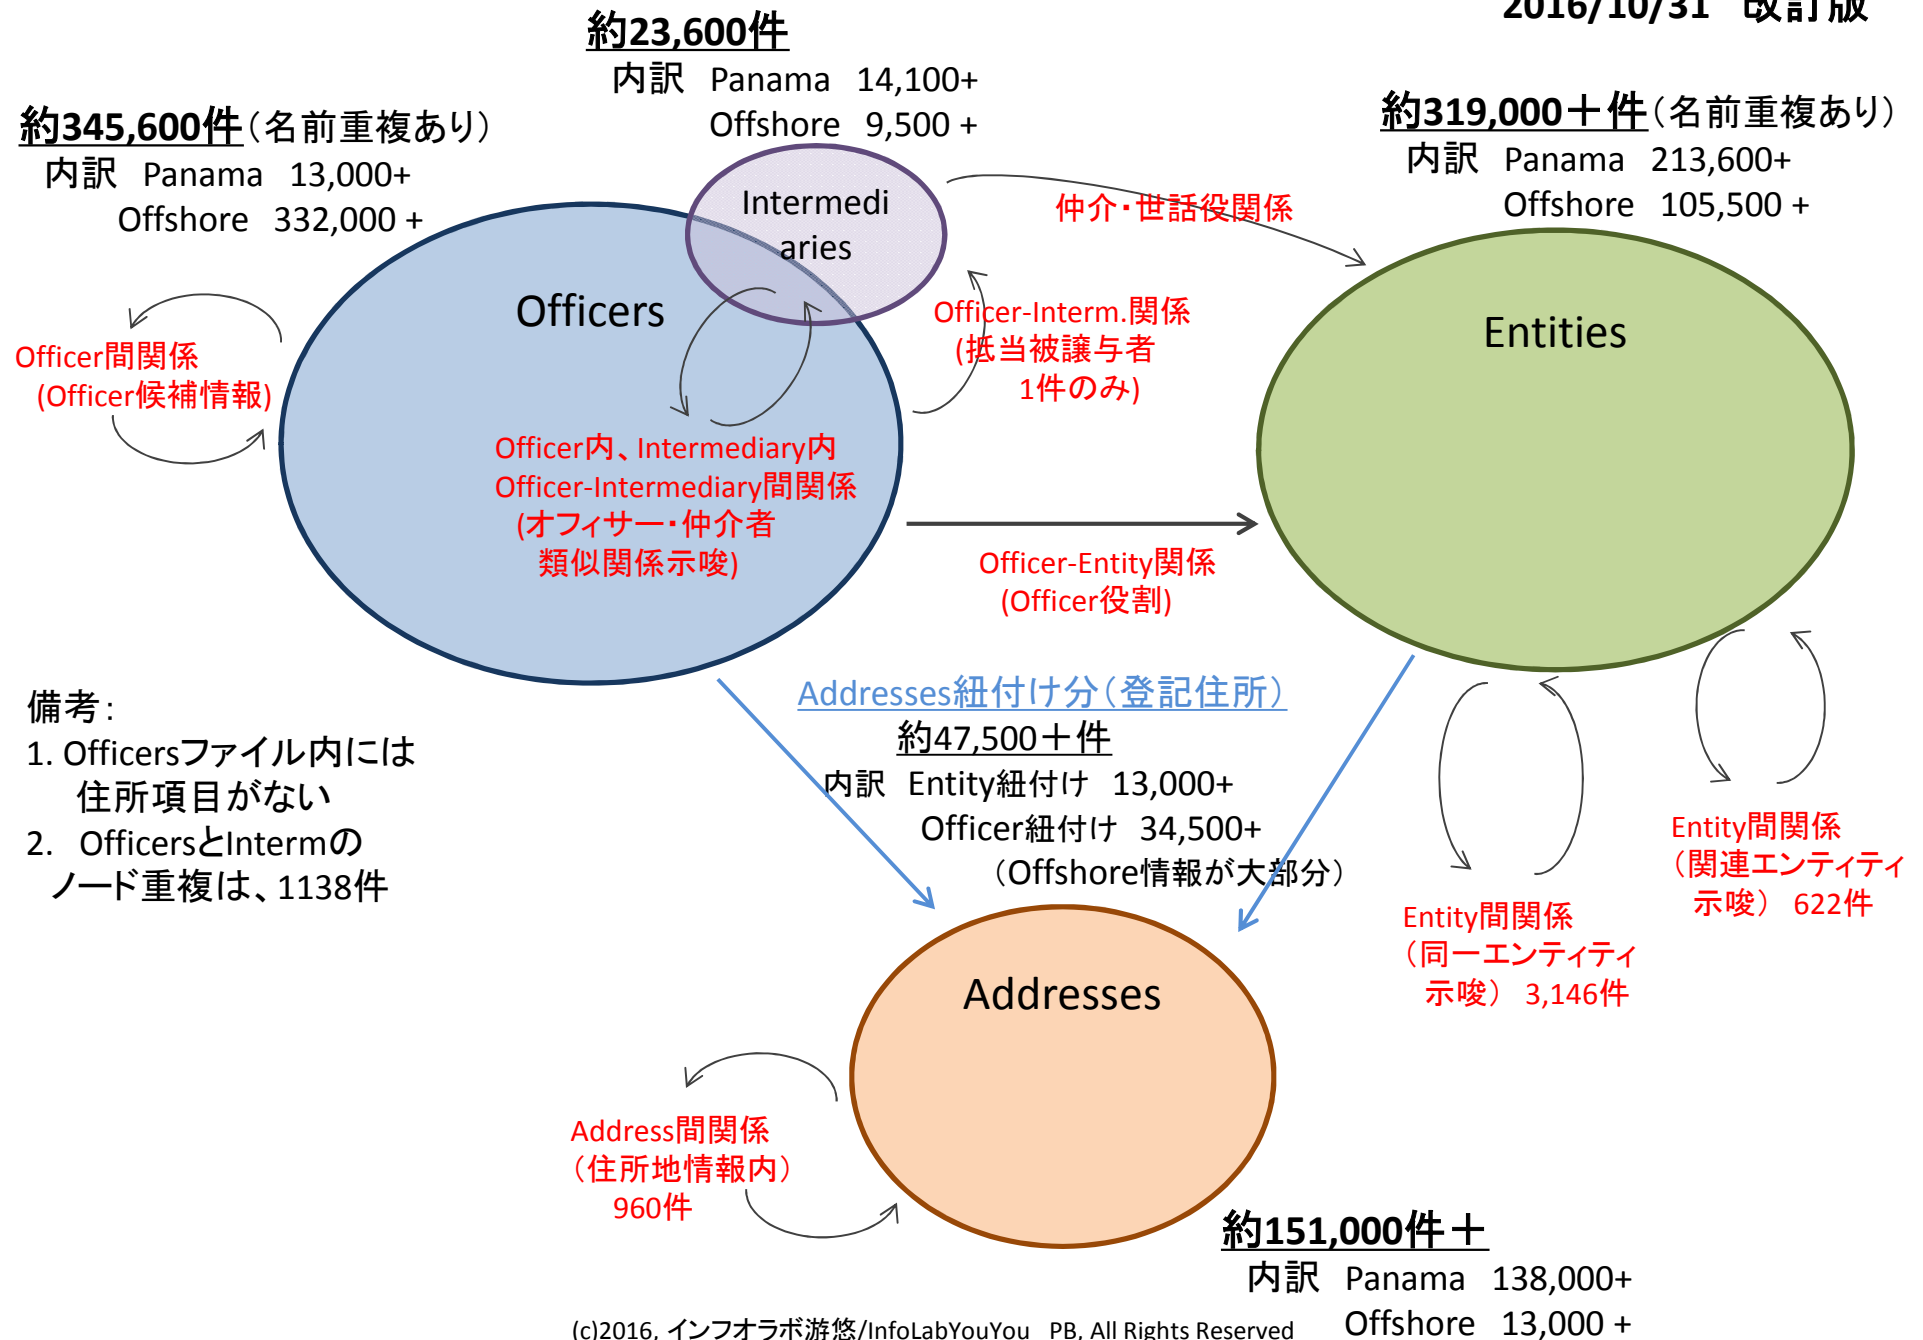 2016/10/31 改訂版
約23,600件
内訳 Panama 14,100+
Offshore 9,500 +
約345,600件(名前重複あり)
内訳 Panama 13,000+
Offshore 332,000 +
約319,000＋件(名前重複あり)
内訳 Panama 213,600+
Offshore 105,500 +
Intermedi
aries
仲介・世話役関係
Officers
Entities
Officer-Interm.関係
(抵当被譲与者
1件のみ)
Officer間関係
(Officer候補情報)
Officer内、Intermediary内
Officer-Intermediary間関係
(オフィサー・仲介者
類似関係示唆)
Officer-Entity関係
(Officer役割)
備考：
1. Officersファイル内には
住所項目がない
2. OfficersとIntermの
ノード重複は、1138件
Addresses紐付け分(登記住所)
約47,500＋件
内訳 Entity紐付け 13,000+
Officer紐付け 34,500+
(Offshore情報が大部分)
Entity間関係
(関連エンティティ
示唆) 622件
Entity間関係
(同一エンティティ
示唆) 3,146件
Addresses
Address間関係
(住所地情報内)
960件
約151,000件＋
内訳 Panama 138,000+
Offshore 13,000 +
(c)2016, インフオラボ游悠/InfoLabYouYou PB, All Rights Reserved